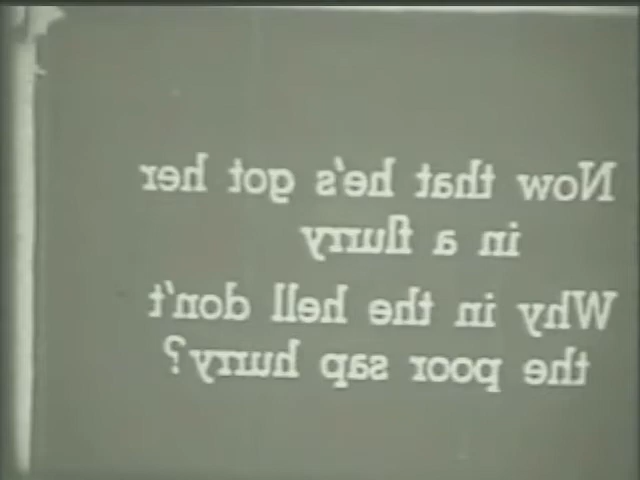 Now that he's got her
in a flurry
Why in the hell don't
the poor sap hurry?